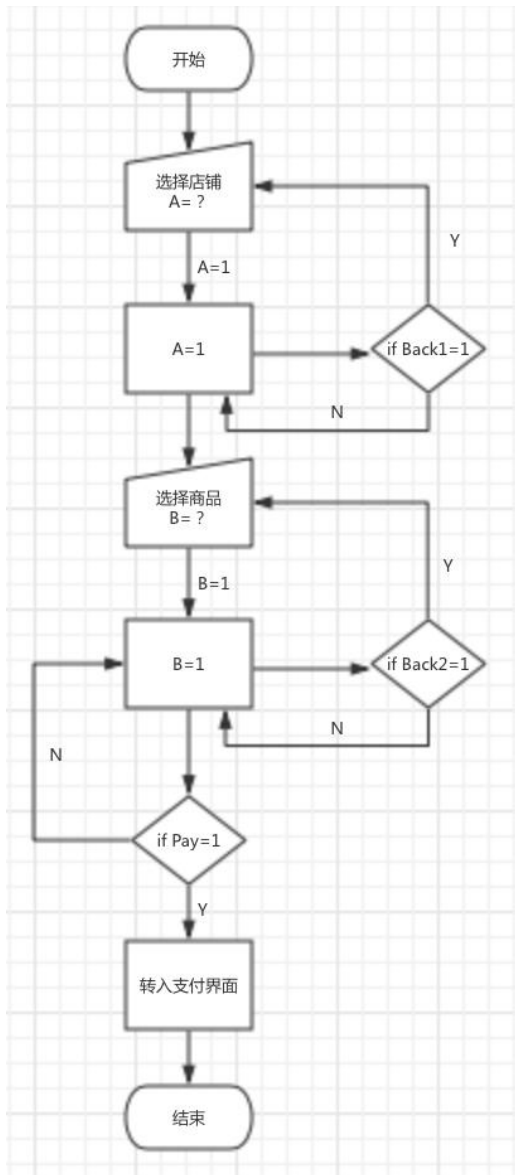 开始
选择店铺
A= ?
Y
A=1
A=1
if Back1=1
N
选择商品
B= ?
Y
B=1
B=1
if Back2=1
N
N
if Pay=1
Y
转入支付界面
结束